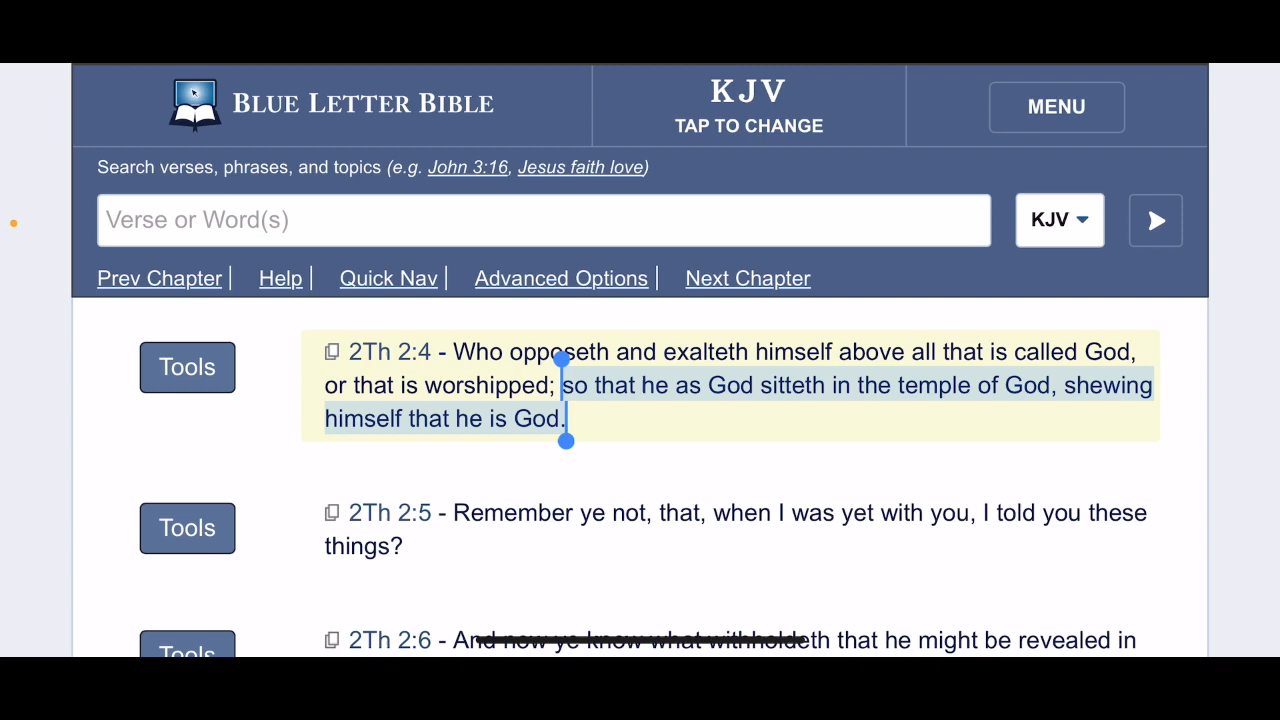 BLUE LETTER BIBLE
KJV
TAP TO CHANGE
MENU
Search verses, phrases, and topics (e.g. John 3:16, Jesus faith love)
Verse or Word(s)
KJV
Prev Chapter | Help | Quick Nav | Advanced Options | Next Chapter
Tools
2Th 2:4 - Who opposeth and exalteth himself above all that is called God,
or that is worshipped; so that he as God sitteth in the temple of God, shewing
himself that he is God.
Tools
2Th 2:5 - Remember ye not, that, when I was yet with you, I told you these
things?
Tools
2Th 2:6 - And now ye know what withholdeth that he might be revealed in